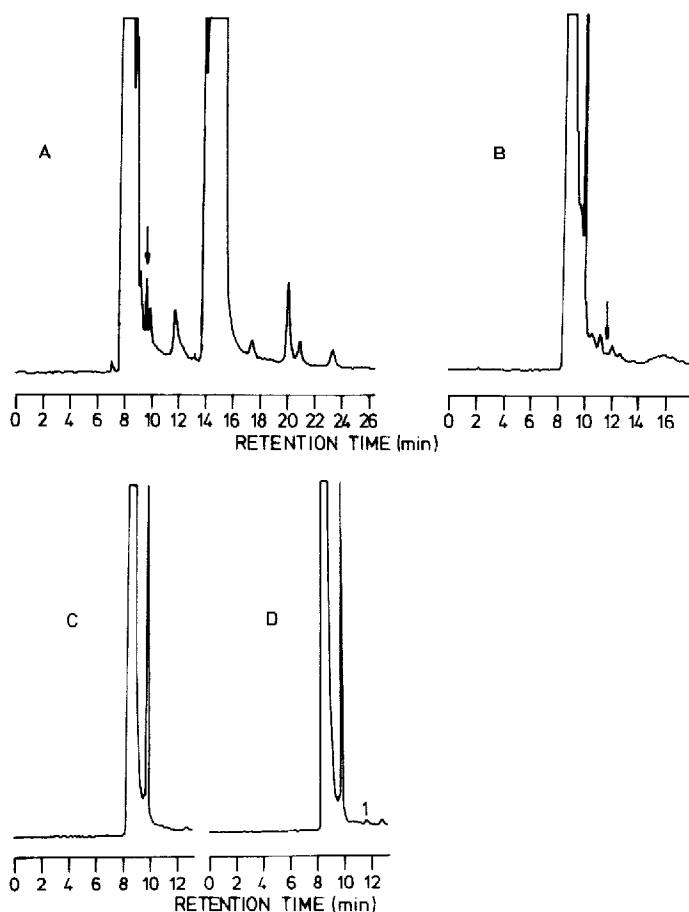 A
B
0 2 4 6 8 10 12 14 16 18 20 22 24 26
0 2 4 6 8 10 12 14 16
RETENTION TIME (min)
C
D
1
0 2 4 6 8 10 12
0 2 4 6 8 10 12
RETENTION TIME (min)